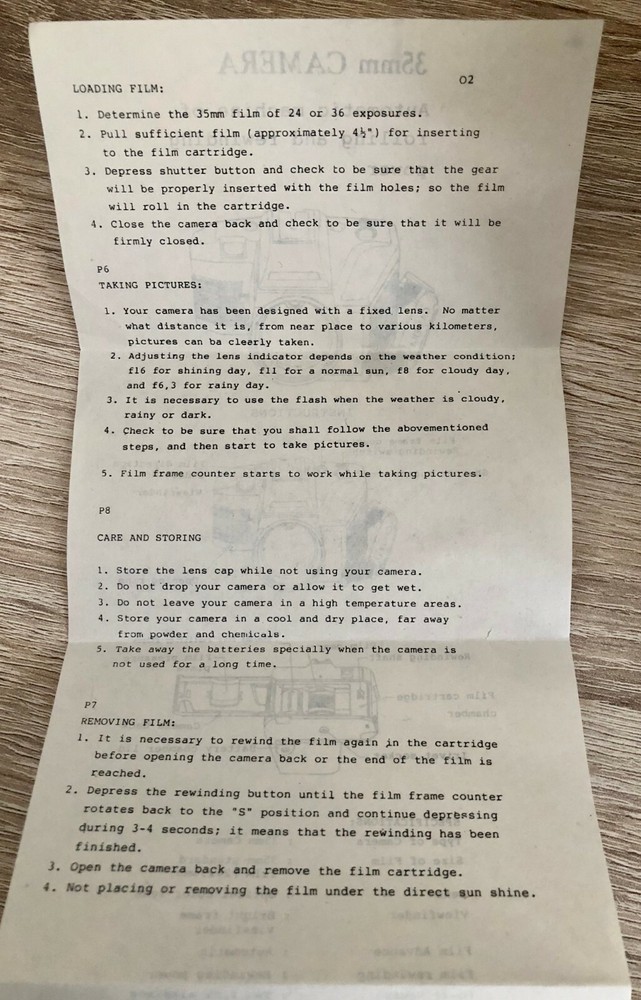 35mm CAMERA
O2
LOADING FILM:
1. Determine the 35mm film of 24 or 36 exposures.
2. Pull sufficient film (approximately 4½") for inserting
to the film cartridge.
3. Depress shutter button and check to be sure that the gear
will be properly inserted with the film holes; so the film
will roll in the cartridge.
4. Close the camera back and check to be sure that it will be
firmly closed.
P6
TAKING PICTURES:
1. Your camera has been designed with a fixed lens. No matter
what distance it is, from near place to various kilometers,
pictures can ba cleerly taken.
2. Adjusting the lens indicator depends on the weather condition;
f16 for shining day, f11 for a normal sun, f8 for cloudy day,
and f6,3 for rainy day.
3. It is necessary to use the flash when the weather is cloudy,
rainy or dark.
4. Check to be sure that you shall follow the abovementioned
steps, and then start to take pictures.
5. Film frame counter starts to work while taking pictures.
P8
CARE AND STORING
1. Store the lens cap while not using your camera.
2. Do not drop your camera or allow it to get wet.
3. Do not leave your camera in a high temperature areas.
4. Store your camera in a cool and dry place, far away
from powder and chemicals.
5. Take away the batteries specially when the camera is
not used for a long time.
P7
REMOVING FILM:
1. It is necessary to rewind the film again in the cartridge
before opening the camera back or the end of the film is
reached.
2. Depress the rewinding button until the film frame counter
rotates back to the "S" position and continue depressing
during 3-4 seconds; it means that the rewinding has been
finished.
3. Open the camera back and remove the film cartridge.
4. Not placing or removing the film under the direct sun shine.